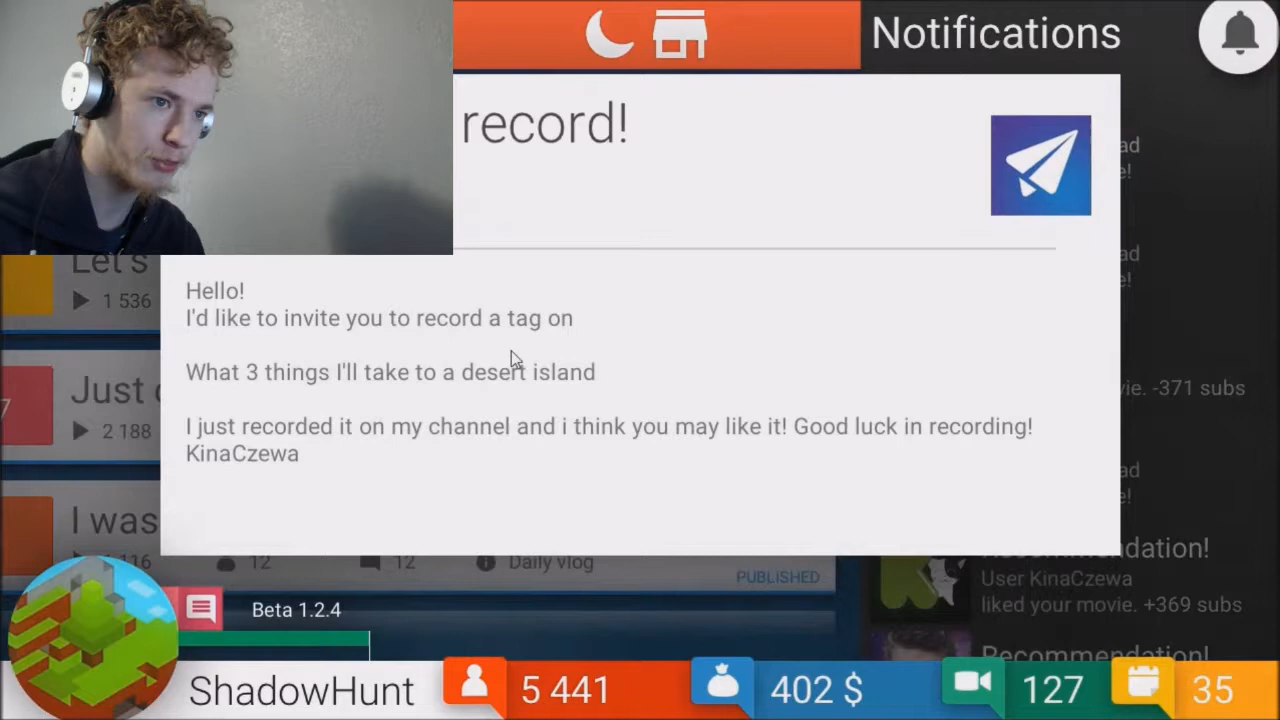 Notifications
record!
ad
e!
Hello!
I'd like to invite you to record a tag on
What 3 things I'll take to a desert island
I just recorded it on my channel and i think you may like it! Good luck in recording!
KinaCzewa
Let's
1 536
Just
2 188
I was
116
12
12
Daily vlog
PUBLISHED
ad
e!
vie. -371 subs
ad
e!
Recommendation!
User KinaCzewa
liked your movie. +369 subs
Recommendation!
Beta 1.2.4
ShadowHunt
5 441
402 $
127
35